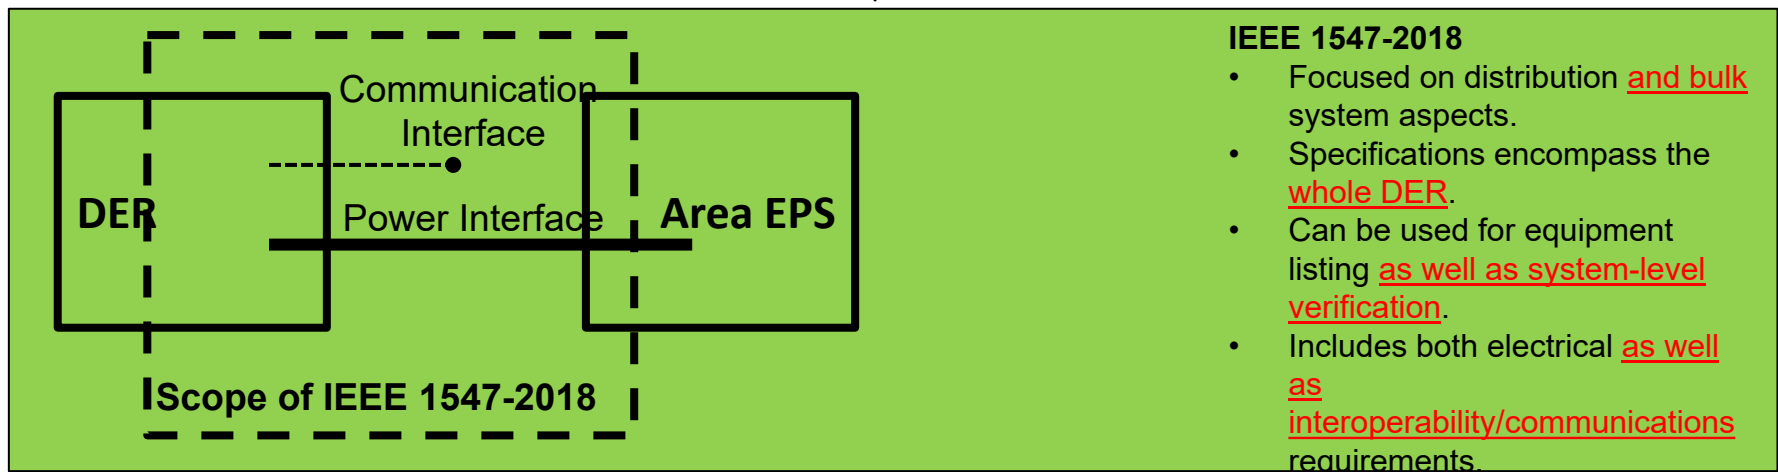 Communication
Interface
DER
Power Interface
Area EPS
Scope of IEEE 1547-2018
IEEE 1547-2018
• Focused on distribution and bulk
system aspects.
• Specifications encompass the
whole DER.
• Can be used for equipment
listing as well as system-level
verification.
• Includes both electrical as well
as
interoperability/communications
requirements.